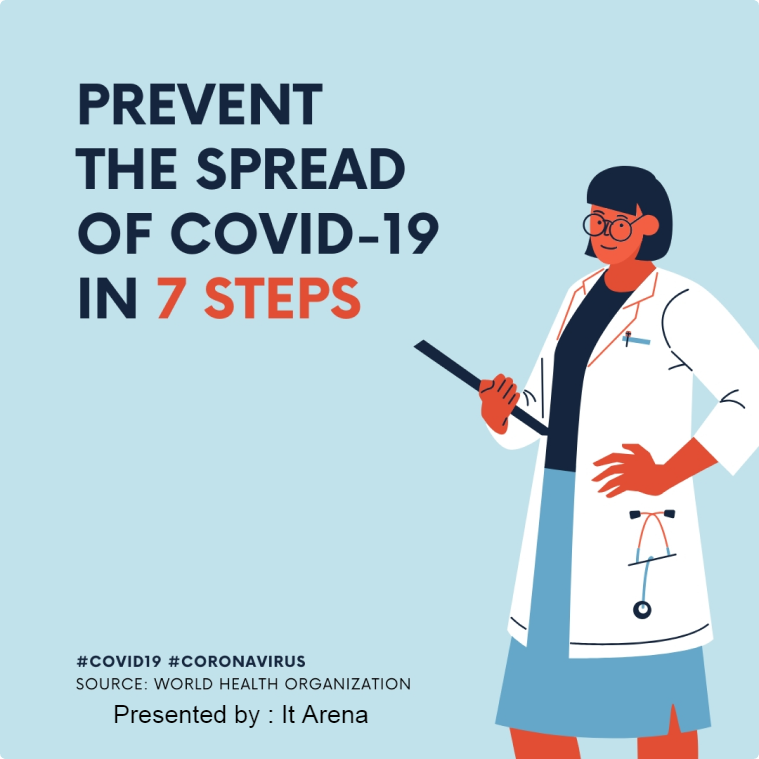 PREVENT
THE SPREAD
OF COVID-19
IN 7 STEPS
#COVID19 #CORONAVIRUS
SOURCE: WORLD HEALTH ORGANIZATION
Presented by : It Arena